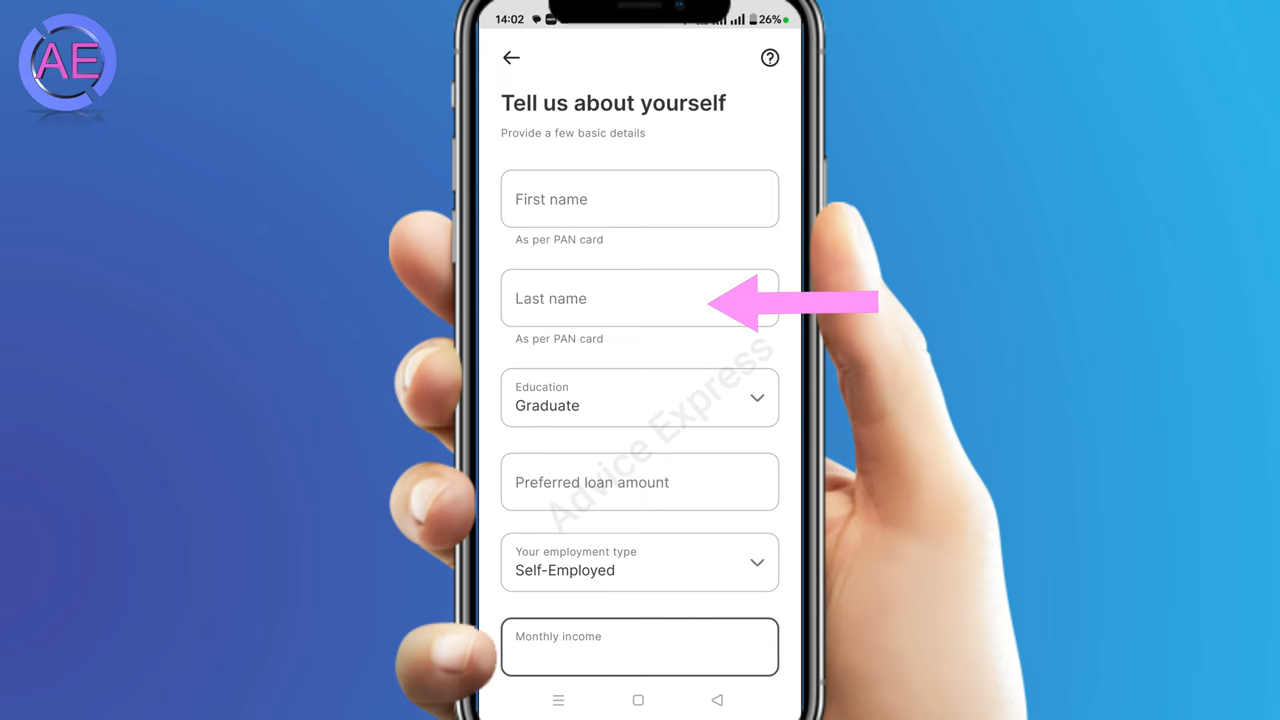 AE
14:02
26%
Tell us about yourself
Provide a few basic details
First name
As per PAN card
Last name
As per PAN card
Education
Graduate
Advice Express
Preferred loan amount
Your employment type
Self-Employed
Monthly income